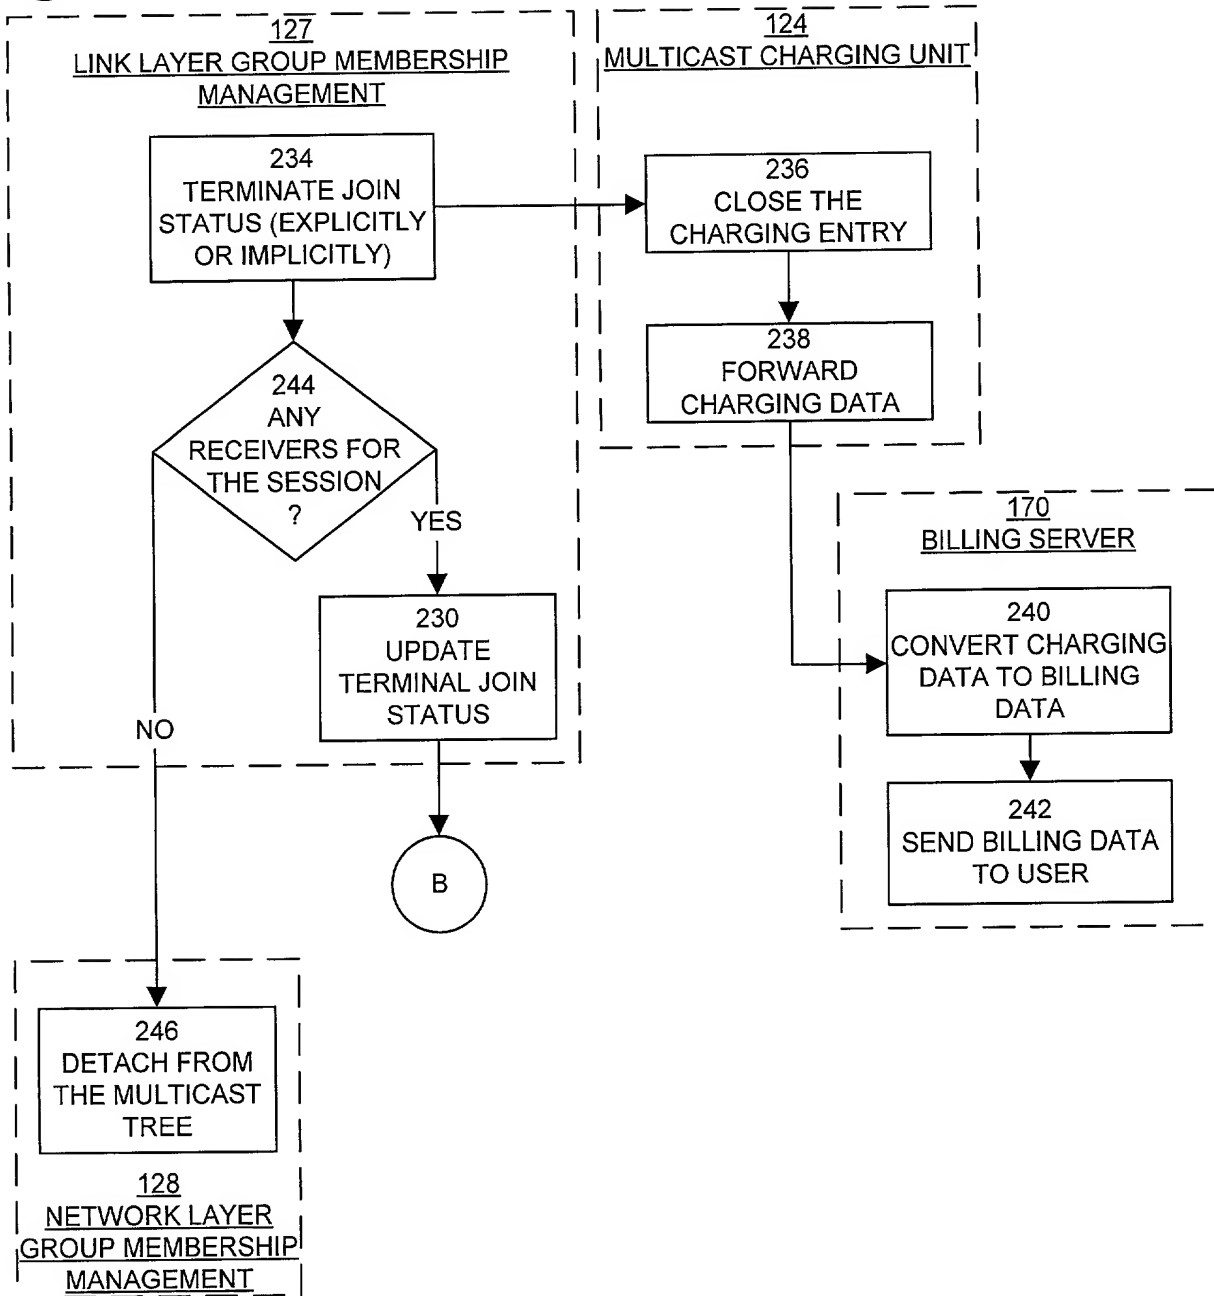 127
LINK LAYER GROUP MEMBERSHIP
MANAGEMENT
234
TERMINATE JOIN
STATUS (EXPLICITLY
OR IMPLICITLY)
244
ANY
RECEIVERS FOR
THE SESSION
?
YES
NO
230
UPDATE
TERMINAL JOIN
STATUS
B
124
MULTICAST CHARGING UNIT
236
CLOSE THE
CHARGING ENTRY
238
FORWARD
CHARGING DATA
170
BILLING SERVER
240
CONVERT CHARGING
DATA TO BILLING
DATA
242
SEND BILLING DATA
TO USER
246
DETACH FROM
THE MULTICAST
TREE
128
NETWORK LAYER
GROUP MEMBERSHIP
MANAGEMENT